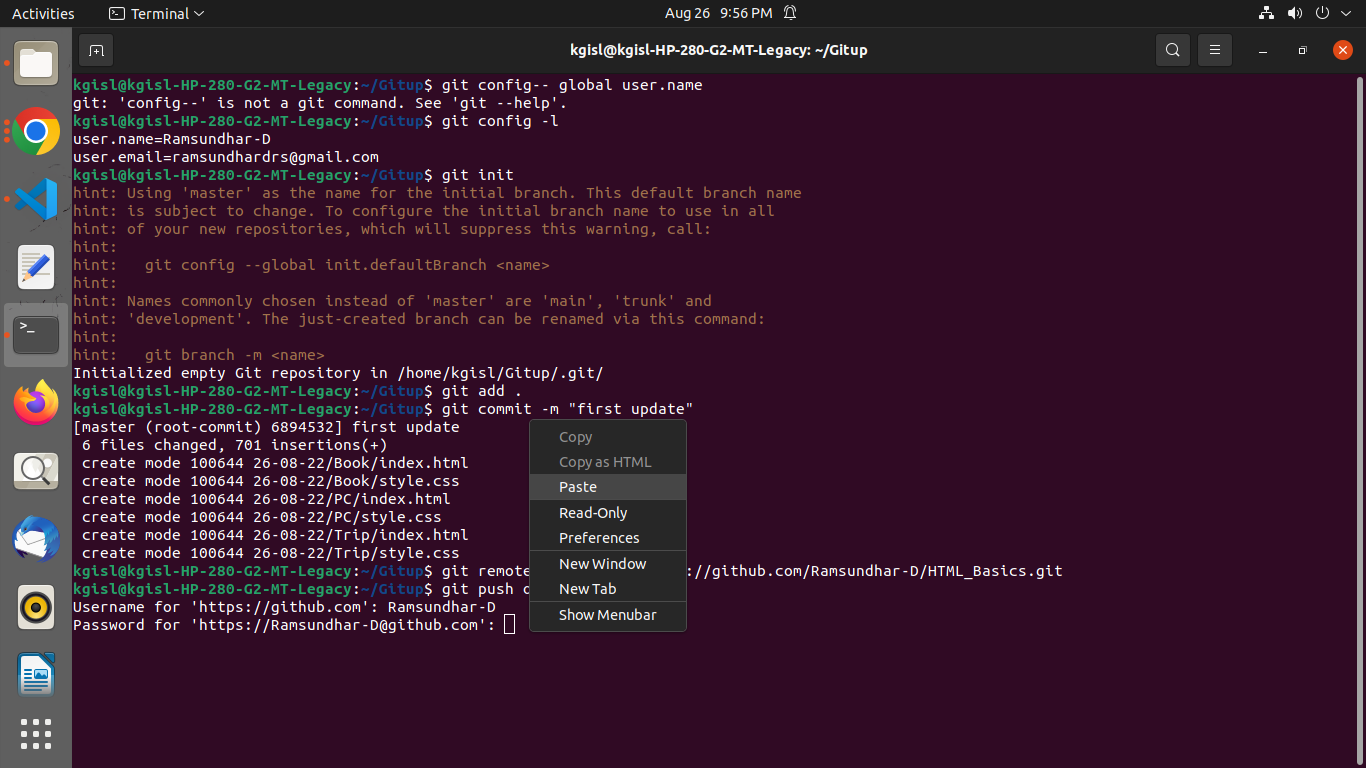 Activities
Terminal
Aug 26 9:56 PM
kgisl@kgisl-HP-280-G2-MT-Legacy: ~/Gitup
kgisl@kgisl-HP-280-G2-MT-Legacy:~/Gitup$ git config-- global user.name
git: 'config--' is not a git command. See 'git --help'.
kgisl@kgisl-HP-280-G2-MT-Legacy:~/Gitup$ git config -l
user.name=Ramsundhar-D
user.email=ramsundhardrs@gmail.com
kgisl@kgisl-HP-280-G2-MT-Legacy:~/Gitup$ git init
hint: Using 'master' as the name for the initial branch. This default branch name
hint: is subject to change. To configure the initial branch name to use in all
hint: of your new repositories, which will suppress this warning, call:
hint:
hint:   git config --global init.defaultBranch <name>
hint:
hint: Names commonly chosen instead of 'master' are 'main', 'trunk' and
hint: 'development'. The just-created branch can be renamed via this command:
hint:
hint:   git branch -m <name>
Initialized empty Git repository in /home/kgisl/Gitup/.git/
kgisl@kgisl-HP-280-G2-MT-Legacy:~/Gitup$ git add .
kgisl@kgisl-HP-280-G2-MT-Legacy:~/Gitup$ git commit -m "first update"
[master (root-commit) 6894532] first update
 6 files changed, 701 insertions(+)
 create mode 100644 26-08-22/Book/index.html
 create mode 100644 26-08-22/Book/style.css
 create mode 100644 26-08-22/PC/index.html
 create mode 100644 26-08-22/PC/style.css
 create mode 100644 26-08-22/Trip/index.html
 create mode 100644 26-08-22/Trip/style.css
kgisl@kgisl-HP-280-G2-MT-Legacy:~/Gitup$ git remote ://github.com/Ramsundhar-D/HTML_Basics.git
kgisl@kgisl-HP-280-G2-MT-Legacy:~/Gitup$ git push
Username for 'https://github.com': Ramsundhar-D
Password for 'https://Ramsundhar-D@github.com':
Copy
Copy as HTML
Paste
Read-Only
Preferences
New Window
New Tab
Show Menubar